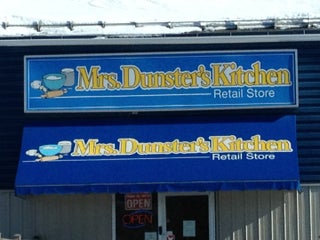 Mrs. Dunster's Kitchen
Retail Store
Mrs. Dunster's Kitchen
Retail Store
OPEN
OPEN